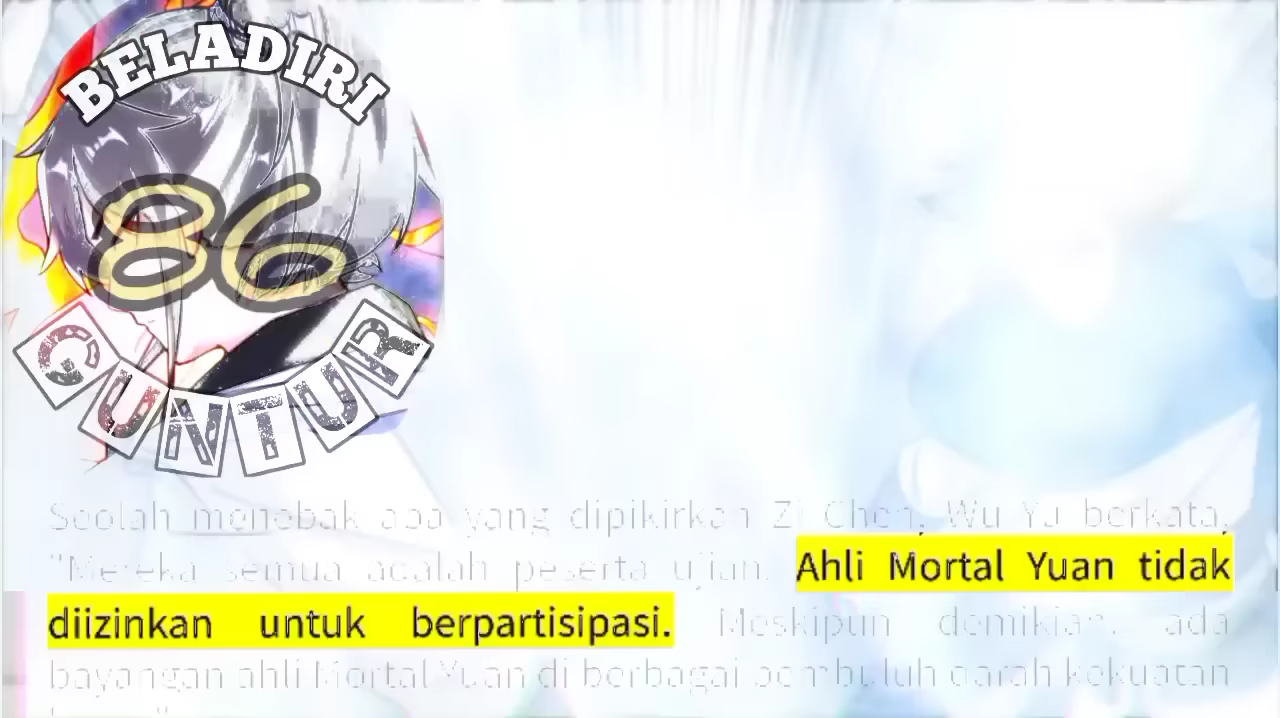 BELADIRI
86
GUNTUR
Seolah menebak apa yang dipikirkan Zi Chen, Wu Yu berkata,
"Mereka semua adalah peserta ujian. Ahli Mortal Yuan tidak
diizinkan untuk berpartisipasi. Meskipun demikian, ada
bayangan ahli Mortal Yuan di berbagai pembuluh darah kekuatan